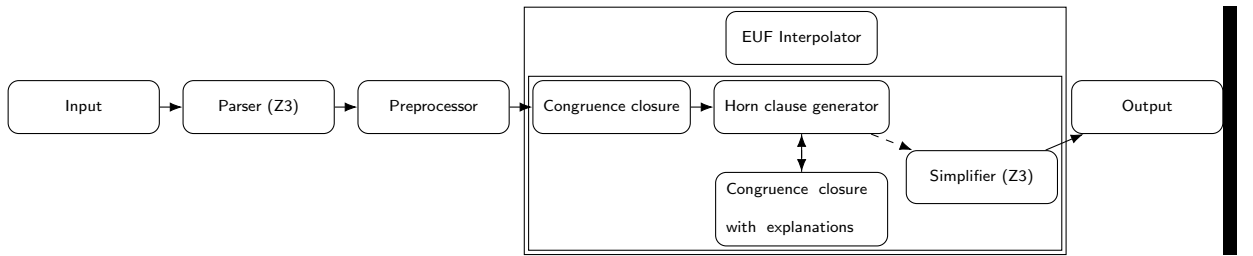 EUF Interpolator
Input
Parser (Z3)
Preprocessor
Congruence closure
Horn clause generator
Output
Simplifier (Z3)
Congruence closure
with explanations